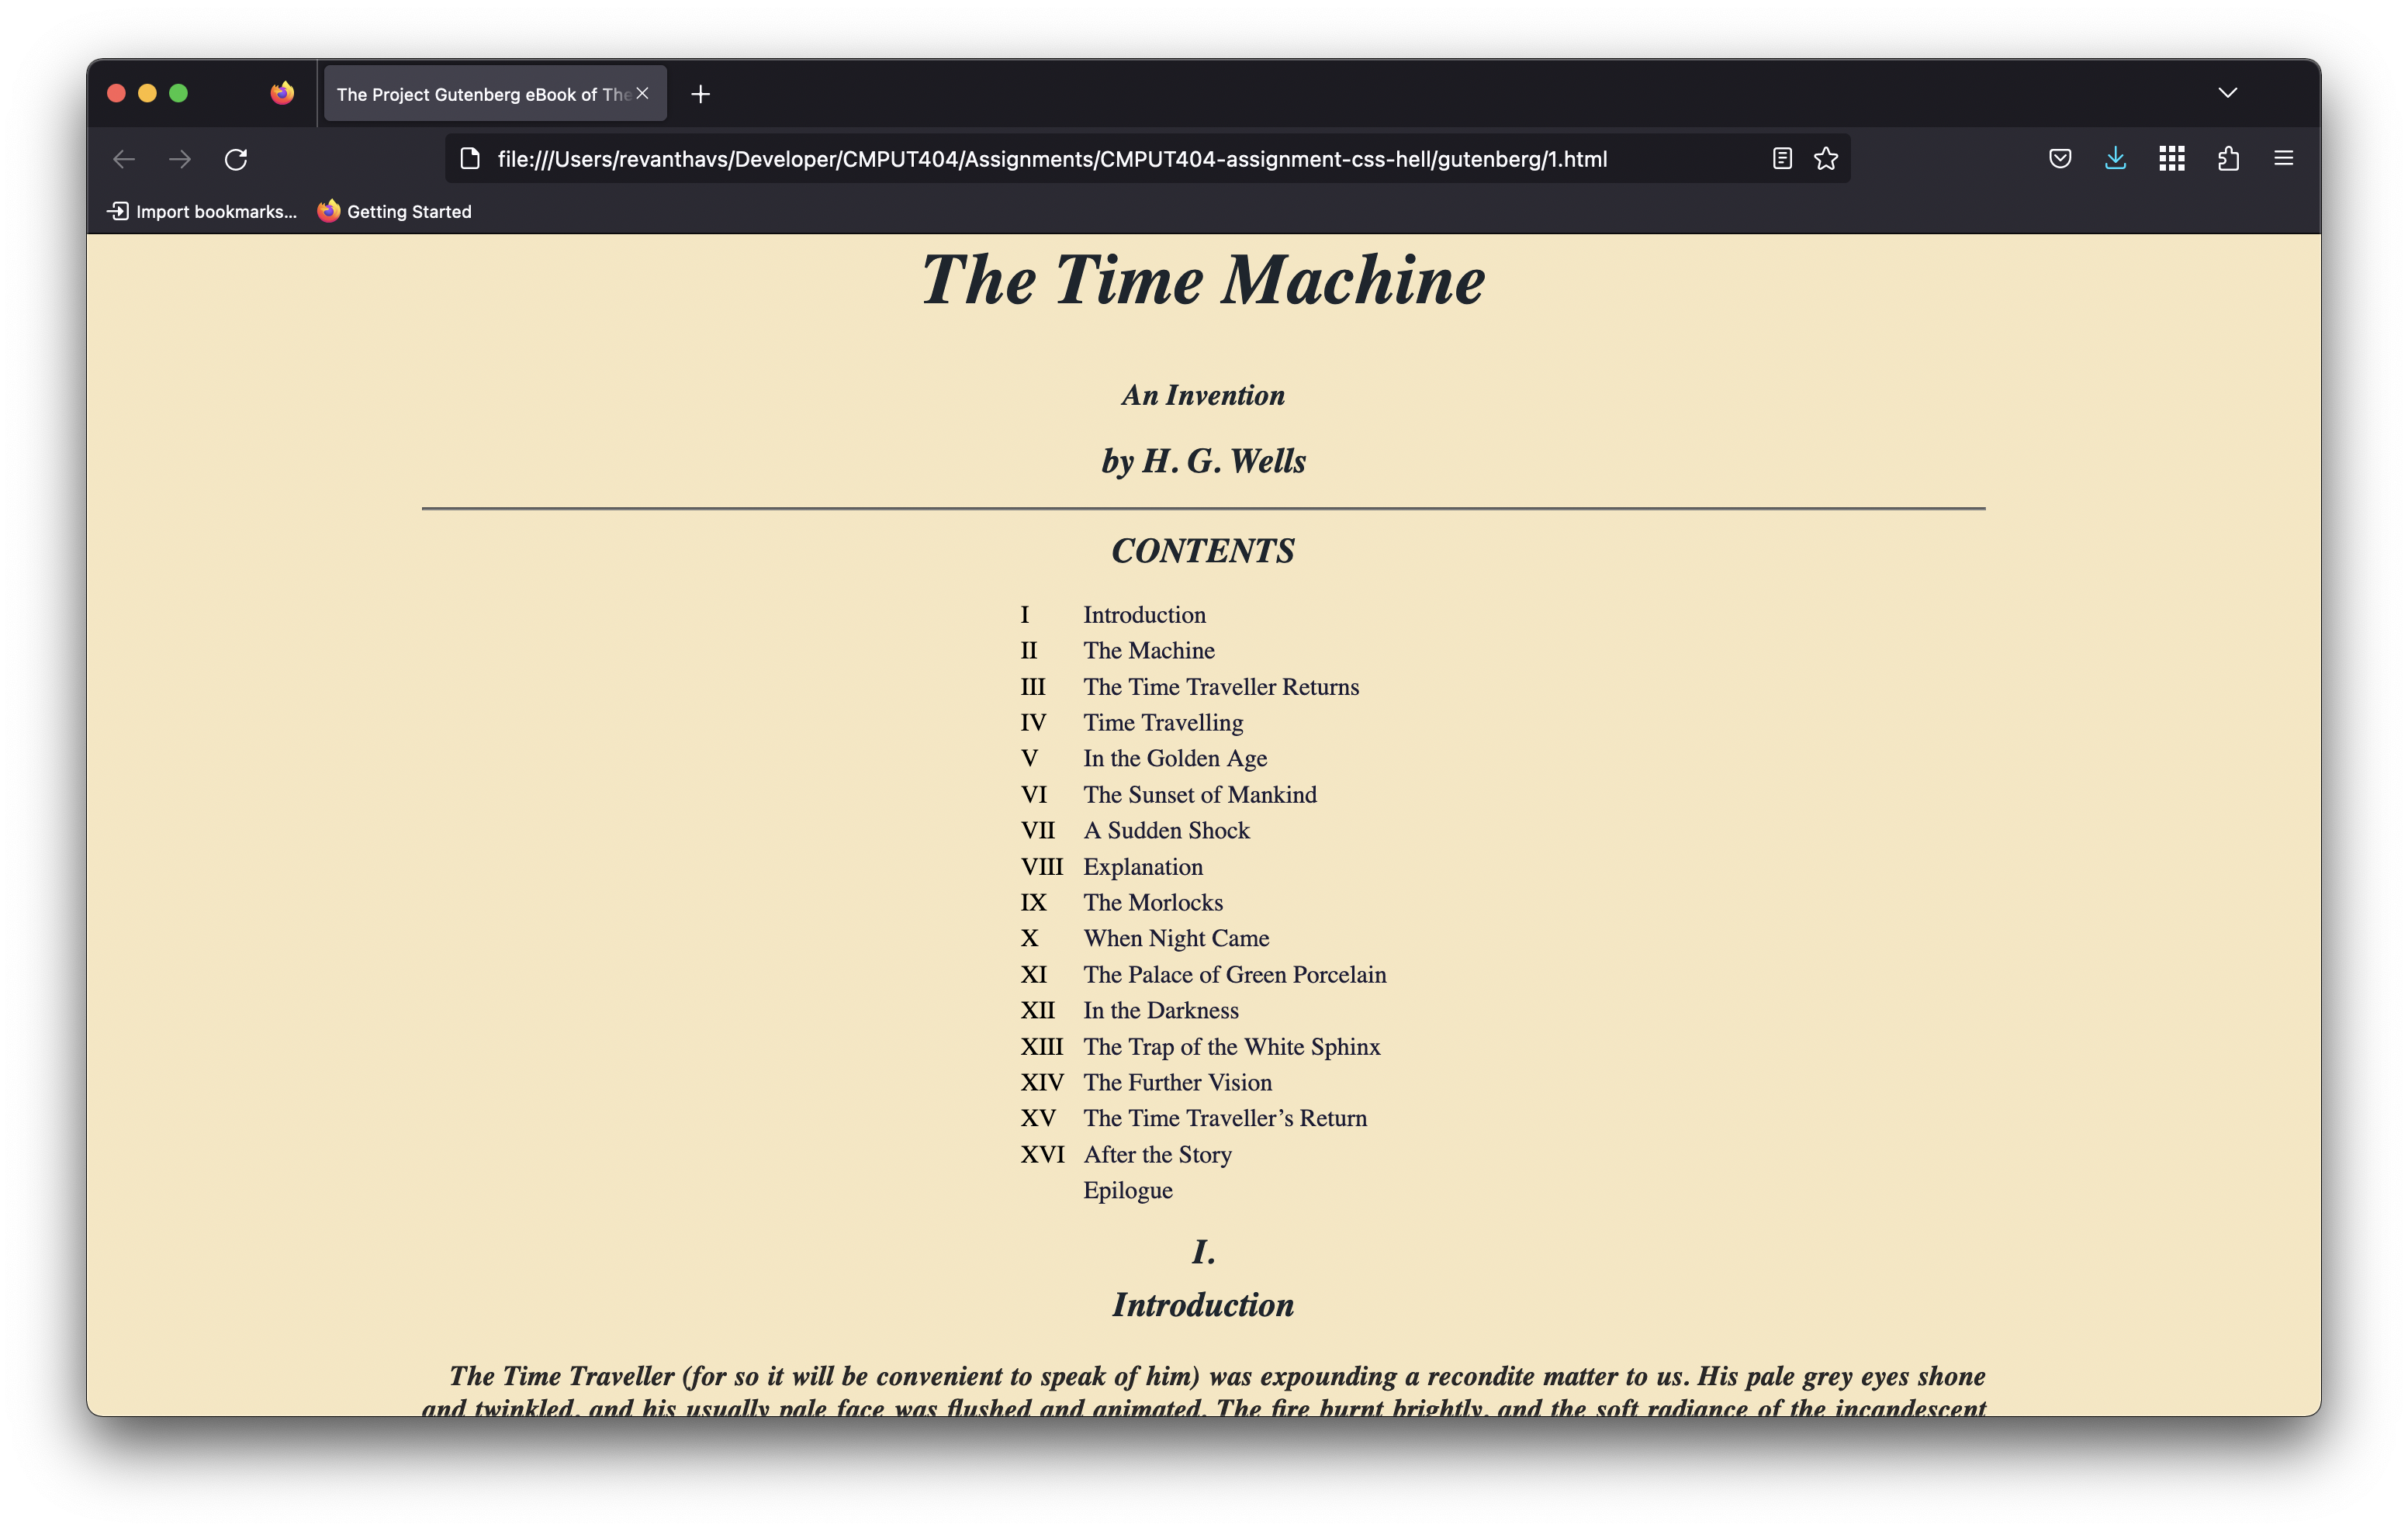 The Project Gutenberg eBook of The
file:///Users/revanthavs/Developer/CMPUT404/Assignments/CMPUT404-assignment-css-hell/gutenberg/1.html
Import bookmarks... Getting Started
The Time Machine
An Invention
by H. G. Wells
CONTENTS
I Introduction
II The Machine
III The Time Traveller Returns
IV Time Travelling
V In the Golden Age
VI The Sunset of Mankind
VII A Sudden Shock
VIII Explanation
IX The Morlocks
X When Night Came
XI The Palace of Green Porcelain
XII In the Darkness
XIII The Trap of the White Sphinx
XIV The Further Vision
XV The Time Traveller’s Return
XVI After the Story
Epilogue
I.
Introduction
The Time Traveller (for so it will be convenient to speak of him) was expounding a recondite matter to us. His pale grey eyes shone
and twinkled, and his usually pale face was flushed and animated. The fire burnt brightly, and the soft radiance of the incandescent